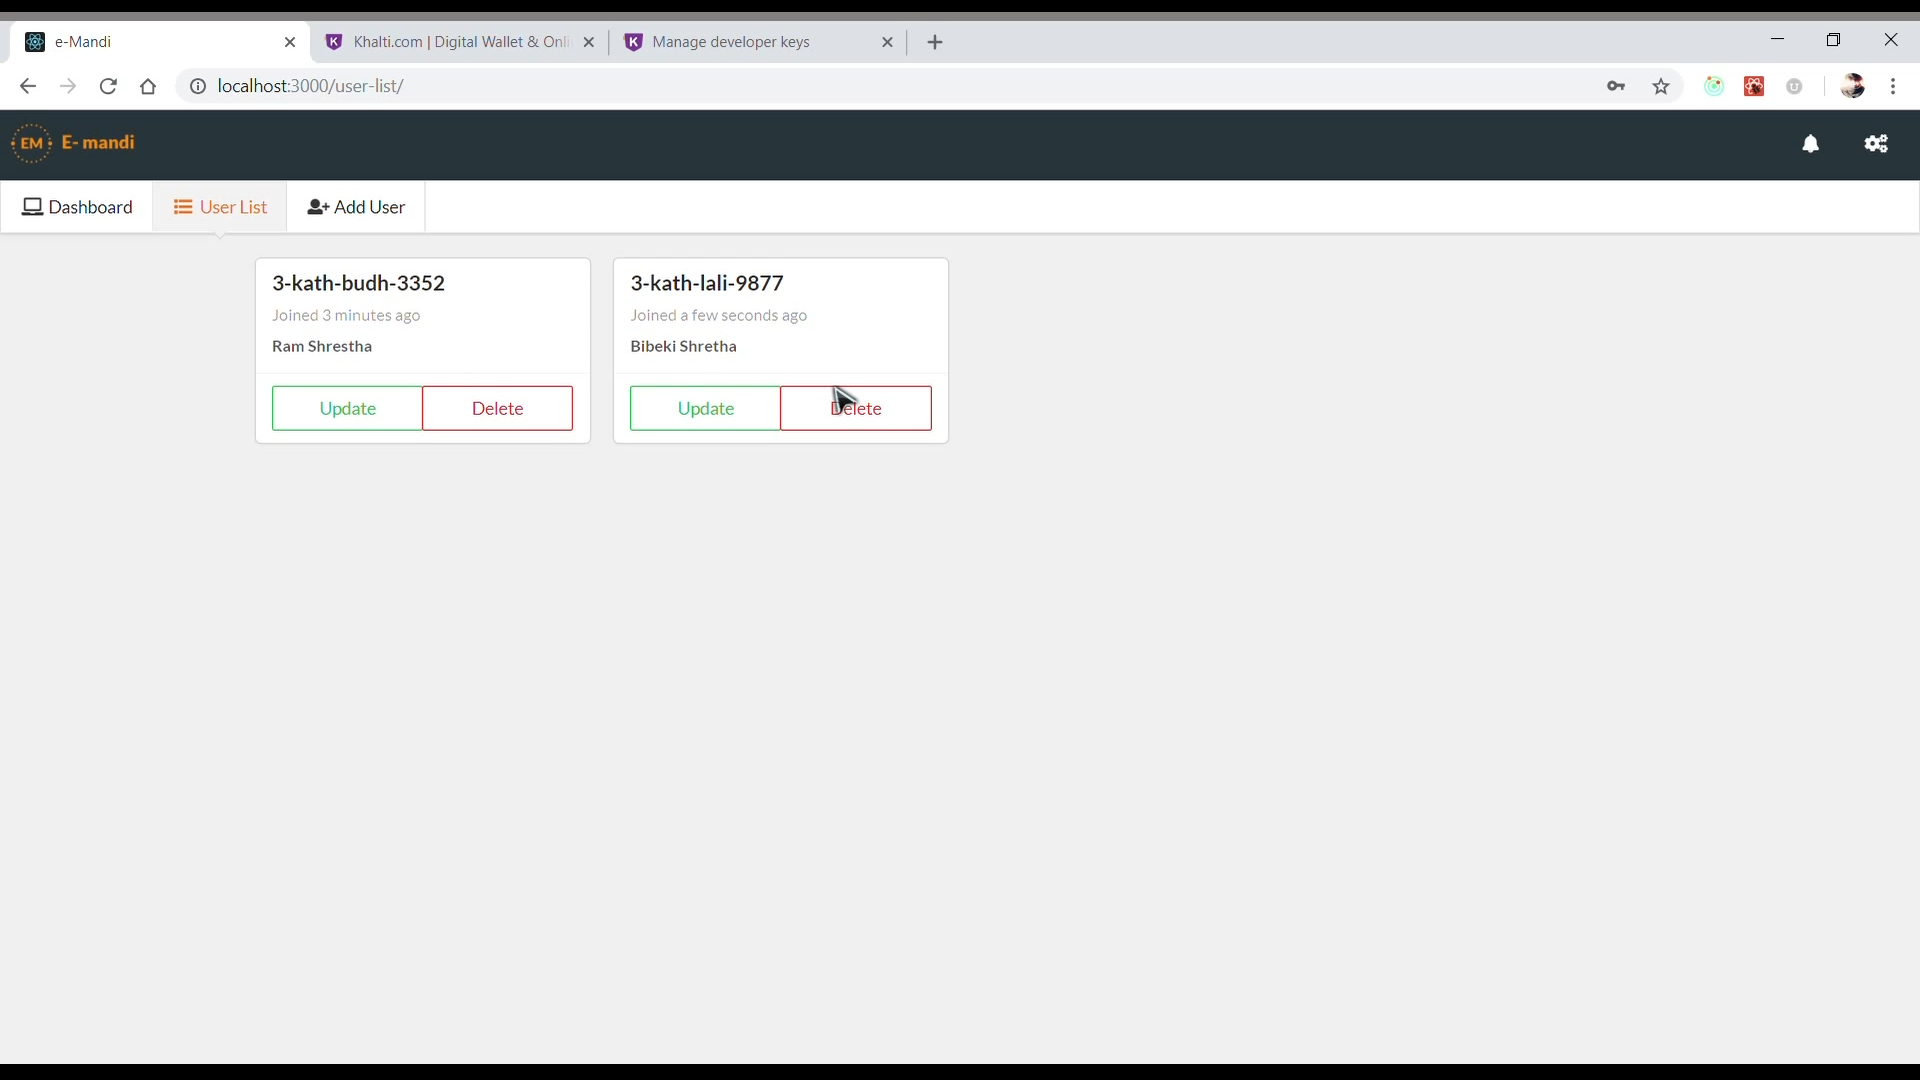 e-Mandi
Khalti.com | Digital Wallet & Onli
Manage developer keys
localhost:3000/user-list/
EM E- mandi
Dashboard
User List
Add User
3-kath-budh-3352
Joined 3 minutes ago
Ram Shrestha
Update
Delete
3-kath-lali-9877
Joined a few seconds ago
Bibeki Shretha
Update
Delete